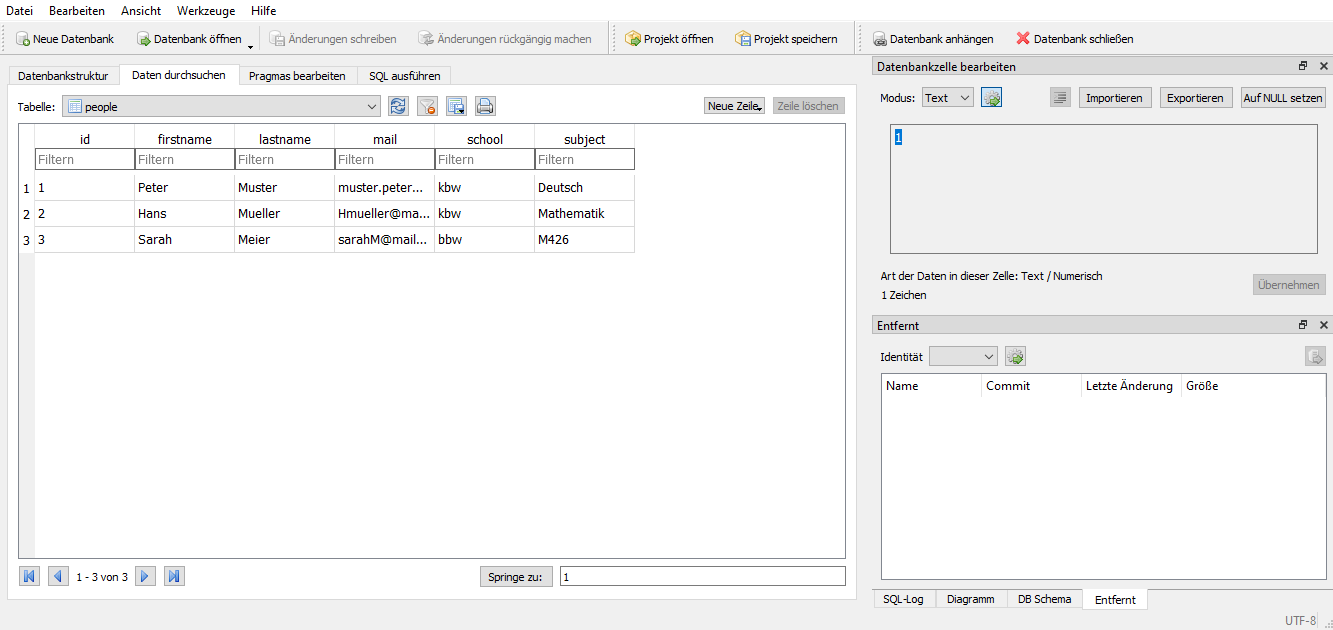 Datei Bearbeiten Ansicht Werkzeuge Hilfe
Neue Datenbank Datenbank öffnen Änderungen schreiben Änderungen rückgängig machen Projekt öffnen Projekt speichern Datenbank anhängen Datenbank schließen
Datenbankstruktur Daten durchsuchen Pragmas bearbeiten SQL ausführen
Tabelle: people Neue Zeile Zeile löschen
id firstname lastname mail school subject
Filtern Filtern Filtern Filtern Filtern Filtern
1 1 Peter Muster muster.peter... kbw Deutsch
2 2 Hans Mueller Hmueller@ma... kbw Mathematik
3 3 Sarah Meier sarahM@mail... bbw M426
1 - 3 von 3 Springe zu: 1
Datenbankzelle bearbeiten
Modus: Text Importieren Exportieren Auf NULL setzen
1
Art der Daten in dieser Zelle: Text / Numerisch
1 Zeichen
Übernehmen
Entfernt
Identität
Name Commit Letzte Änderung Größe
SQL-Log Diagramm DB Schema Entfernt
UTF-8